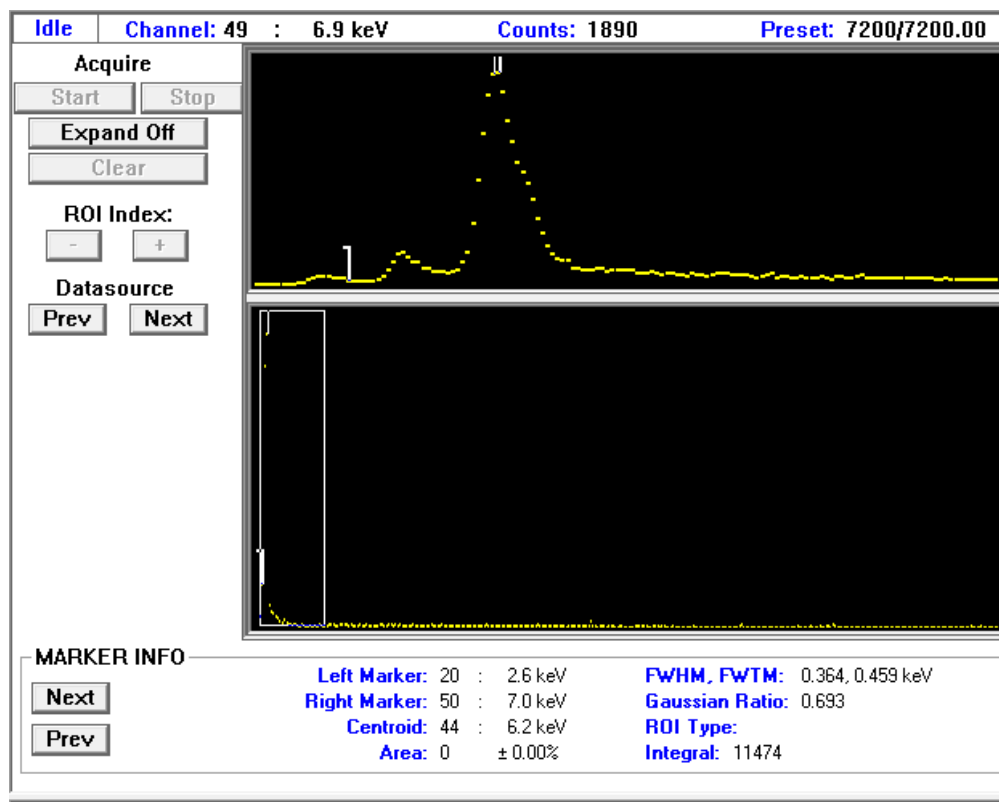 Idle Channel: 49 : 6.9 keV Counts: 1890 Preset: 7200/7200.00
Acquire
Start Stop
Expand Off
Clear
ROI Index:
- +
Datasource
Prev Next
MARKER INFO
Next
Prev
Left Marker: 20 : 2.6 keV
Right Marker: 50 : 7.0 keV
Centroid: 44 : 6.2 keV
Area: 0 ± 0.00%
FWHM, FWTM: 0.364, 0.459 keV
Gaussian Ratio: 0.693
ROI Type:
Integral: 11474